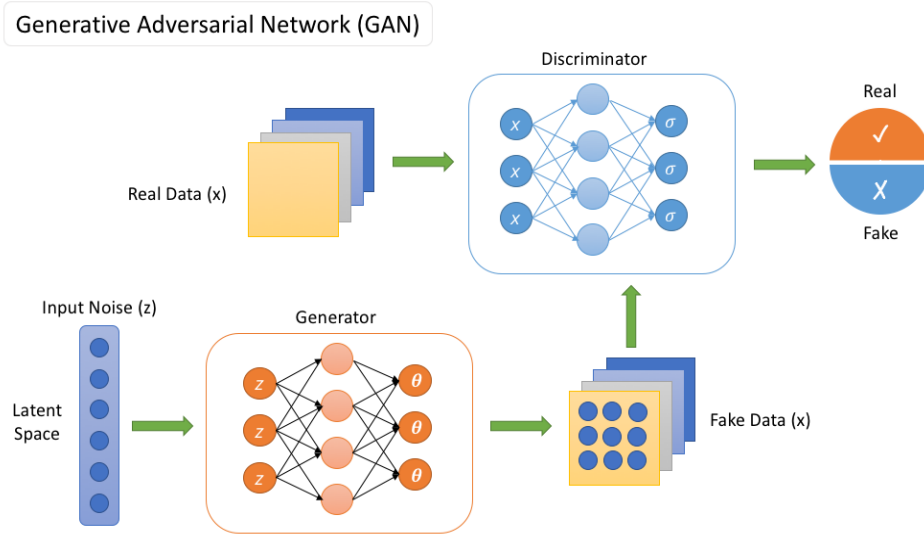 Generative Adversarial Network (GAN)
Discriminator
Real
x
x
x
σ
σ
σ
✓
Real Data (x)
✗
Fake
Input Noise (z)
Generator
z
z
z
θ
θ
θ
Latent
Space
Fake Data (x)